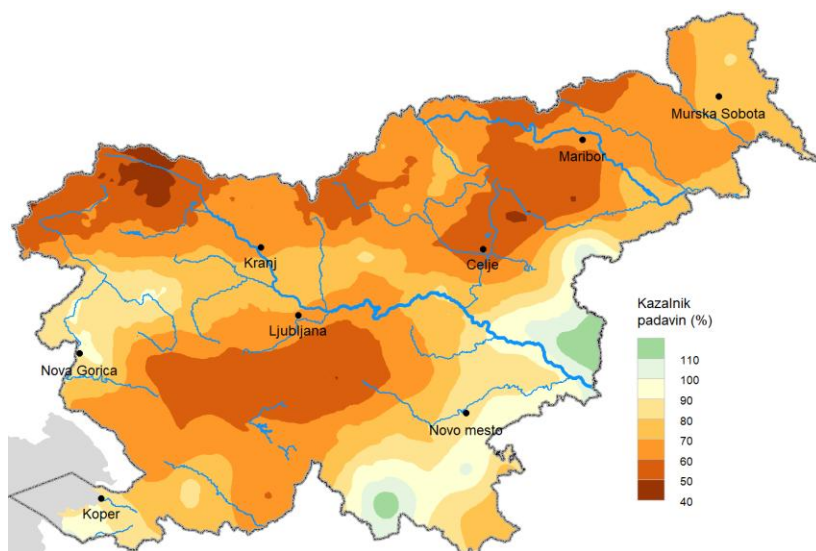 Murska Sobota
Maribor
Kranj
Celje
Ljubljana
Nova Gorica
Novo mesto
Koper
Kazalnik
padavin (%)
110
100
90
80
70
60
50
40